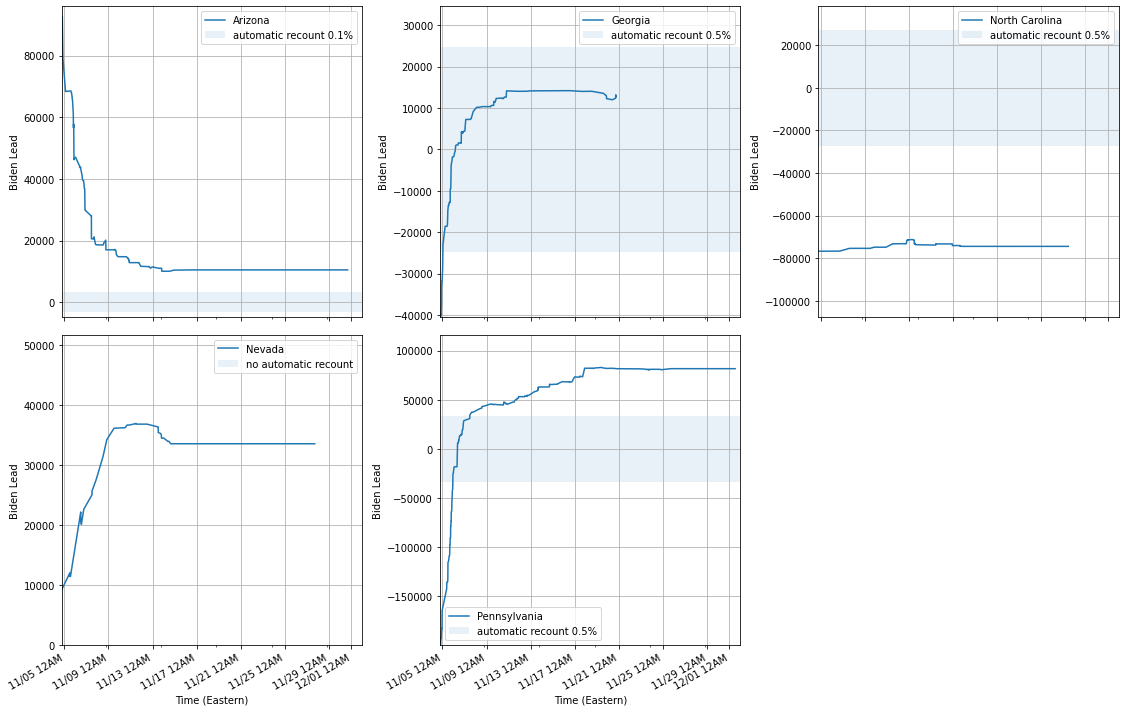 Arizona
automatic recount 0.1%
80000
60000
40000
20000
0
Biden Lead
Georgia
automatic recount 0.5%
30000
20000
10000
0
−10000
−20000
−30000
−40000
Biden Lead
North Carolina
automatic recount 0.5%
20000
0
−20000
−40000
−60000
−80000
−100000
Biden Lead
Nevada
no automatic recount
50000
40000
30000
20000
10000
0
Biden Lead
11/05 12AM
11/09 12AM
11/13 12AM
11/17 12AM
11/21 12AM
11/25 12AM
11/29 12AM
12/01 12AM
Time (Eastern)
100000
50000
0
−50000
−100000
−150000
Biden Lead
Pennsylvania
automatic recount 0.5%
11/05 12AM
11/09 12AM
11/13 12AM
11/17 12AM
11/21 12AM
11/25 12AM
11/29 12AM
12/01 12AM
Time (Eastern)